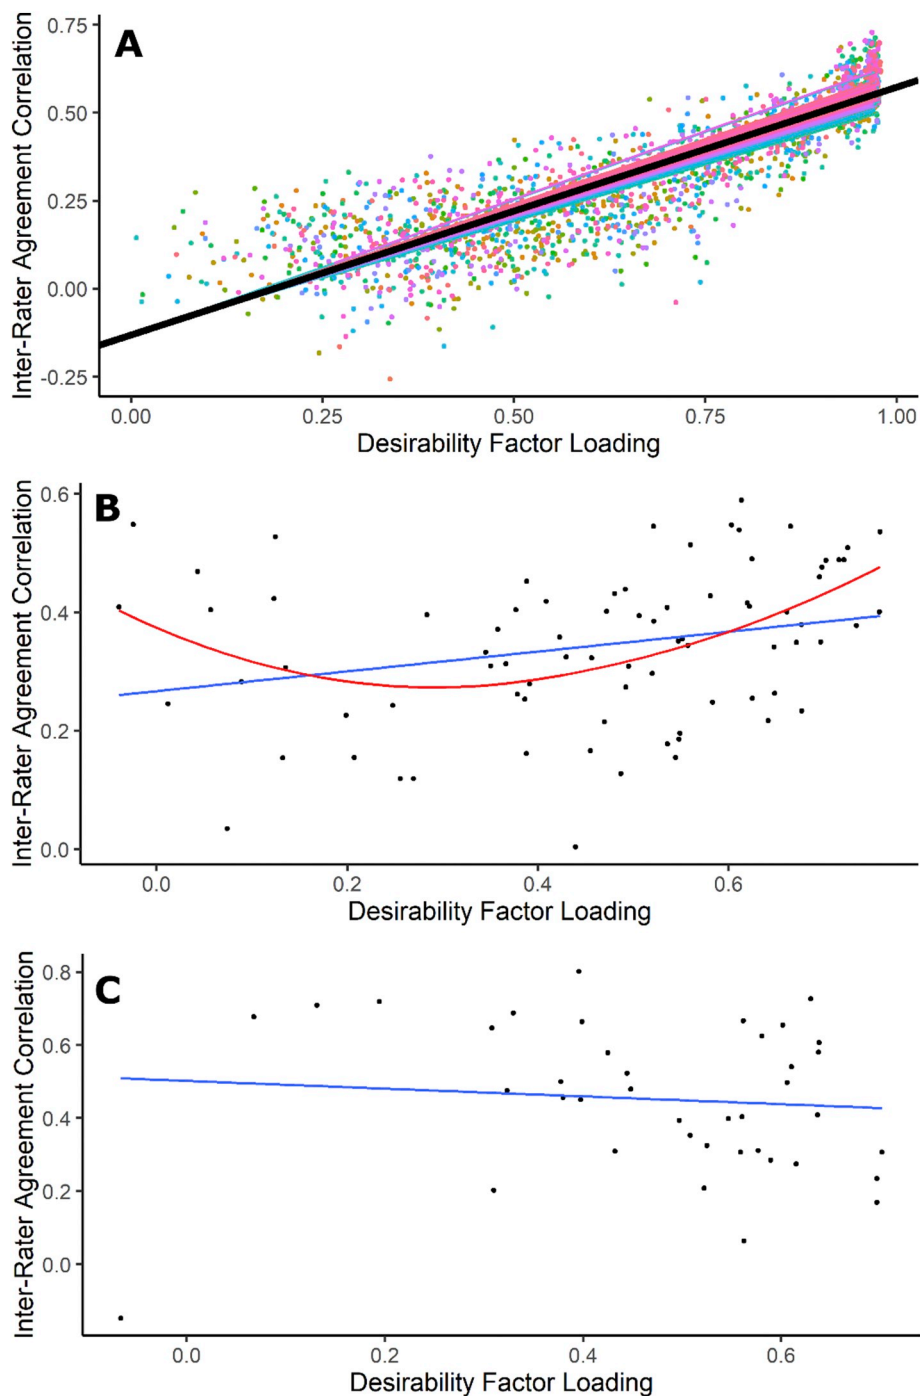 A
Inter-Rater Agreement Correlation
0.75
0.50
0.25
0.00
-0.25
0.00 0.25 0.50 0.75 1.00
Desirability Factor Loading
B
Inter-Rater Agreement Correlation
0.6
0.4
0.2
0.0
0.0 0.2 0.4 0.6
Desirability Factor Loading
C
Inter-Rater Agreement Correlation
0.8
0.6
0.4
0.2
0.0
0.0 0.2 0.4 0.6
Desirability Factor Loading